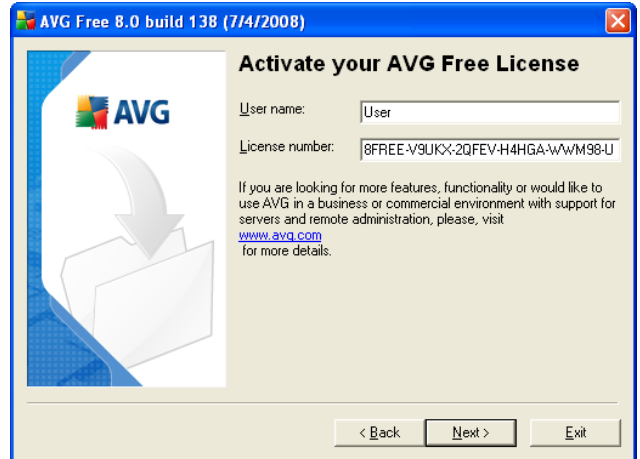 AVG Free 8.0 build 138 (7/4/2008)
AVG
Activate your AVG Free License
User name:
User
License number:
8FREE-V9UKX-2QFEV-H4HGA-WWM98-U
If you are looking for more features, functionality or would like to
use AVG in a business or commercial environment with support for
servers and remote administration, please, visit
www.avg.com
for more details.
< Back
Next >
Exit